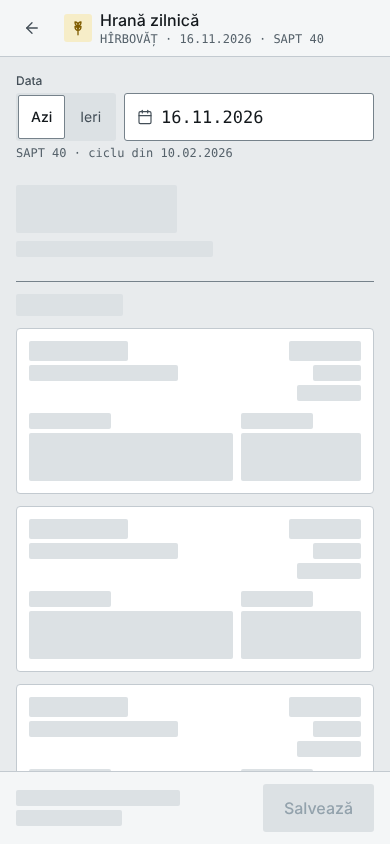 Hrană zilnică
HÎRBOVĂȚ · 16.11.2026 · SAPT 40
Data
Azi
Ieri
16.11.2026
SAPT 40 · ciclu din 10.02.2026
Salvează